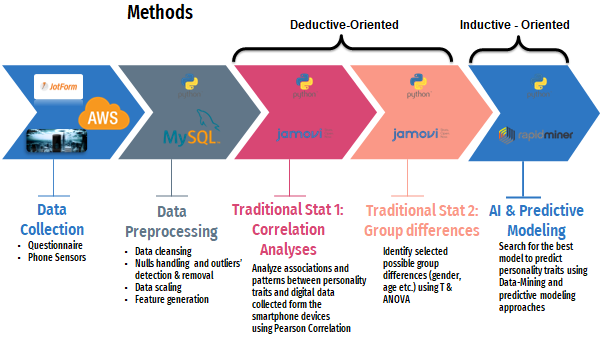 Methods
Deductive-Oriented
Inductive - Oriented
JotForm
AWS
python
MySQL
python
jamovi
python
jamovi
python
rapidminer
Data
Collection
• Questionnaire
• Phone Sensors
Data
Preprocessing
• Data cleansing
• Nulls handling and outliers'
detection & removal
• Data scaling
• Feature generation
Traditional Stat 1:
Correlation
Analyses
Analyze associations and
patterns between personality
traits and digital data
collected form the
smartphone devices
using Pearson Correlation
Traditional Stat 2:
Group differences
Identify selected
possible group
differences (gender,
age etc.) using T &
ANOVA
AI & Predictive
Modeling
Search for the best
model to predict
personality traits using
Data-Mining and
predictive modeling
approaches